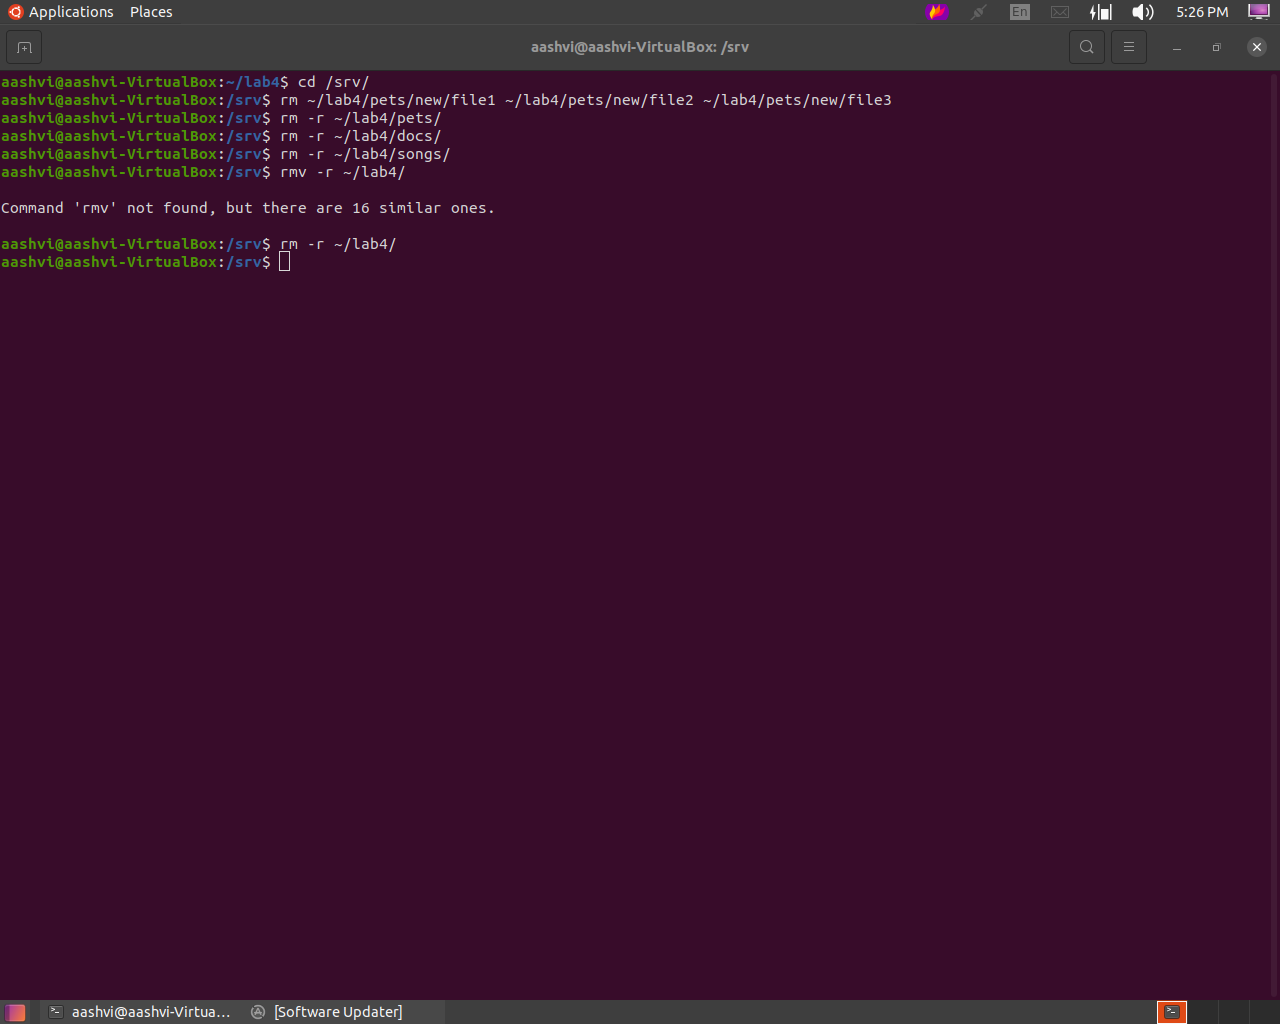 Applications Places En 5:26 PM
aashvi@aashvi-VirtualBox: /srv
aashvi@aashvi-VirtualBox:~/lab4$ cd /srv/
aashvi@aashvi-VirtualBox:/srv$ rm ~/lab4/pets/new/file1 ~/lab4/pets/new/file2 ~/lab4/pets/new/file3
aashvi@aashvi-VirtualBox:/srv$ rm -r ~/lab4/pets/
aashvi@aashvi-VirtualBox:/srv$ rm -r ~/lab4/docs/
aashvi@aashvi-VirtualBox:/srv$ rm -r ~/lab4/songs/
aashvi@aashvi-VirtualBox:/srv$ rmv -r ~/lab4/
Command 'rmv' not found, but there are 16 similar ones.
aashvi@aashvi-VirtualBox:/srv$ rm -r ~/lab4/
aashvi@aashvi-VirtualBox:/srv$
aashvi@aashvi-Virtua... [Software Updater]